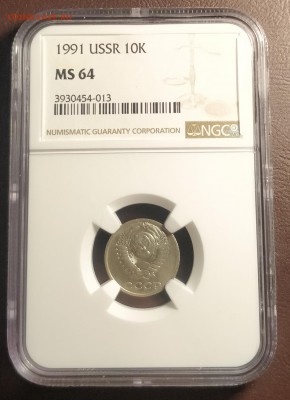 1991 USSR 10K
MS 64
3930454-013
NUMISMATIC GUARANTY CORPORATION
NGC
СССР